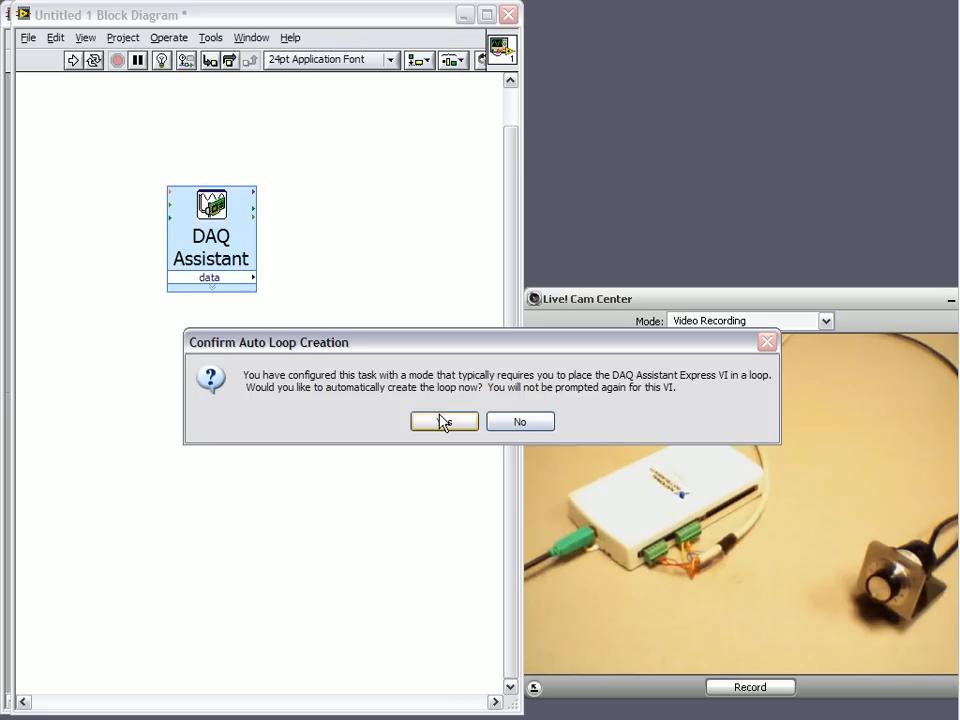 Untitled 1 Block Diagram *
File Edit View Project Operate Tools Window Help
24pt Application Font
1
DAQ
Assistant
data
Live! Cam Center
Mode: Video Recording
Confirm Auto Loop Creation
You have configured this task with a mode that typically requires you to place the DAQ Assistant Express VI in a loop.
Would you like to automatically create the loop now? You will not be prompted again for this VI.
No
Record